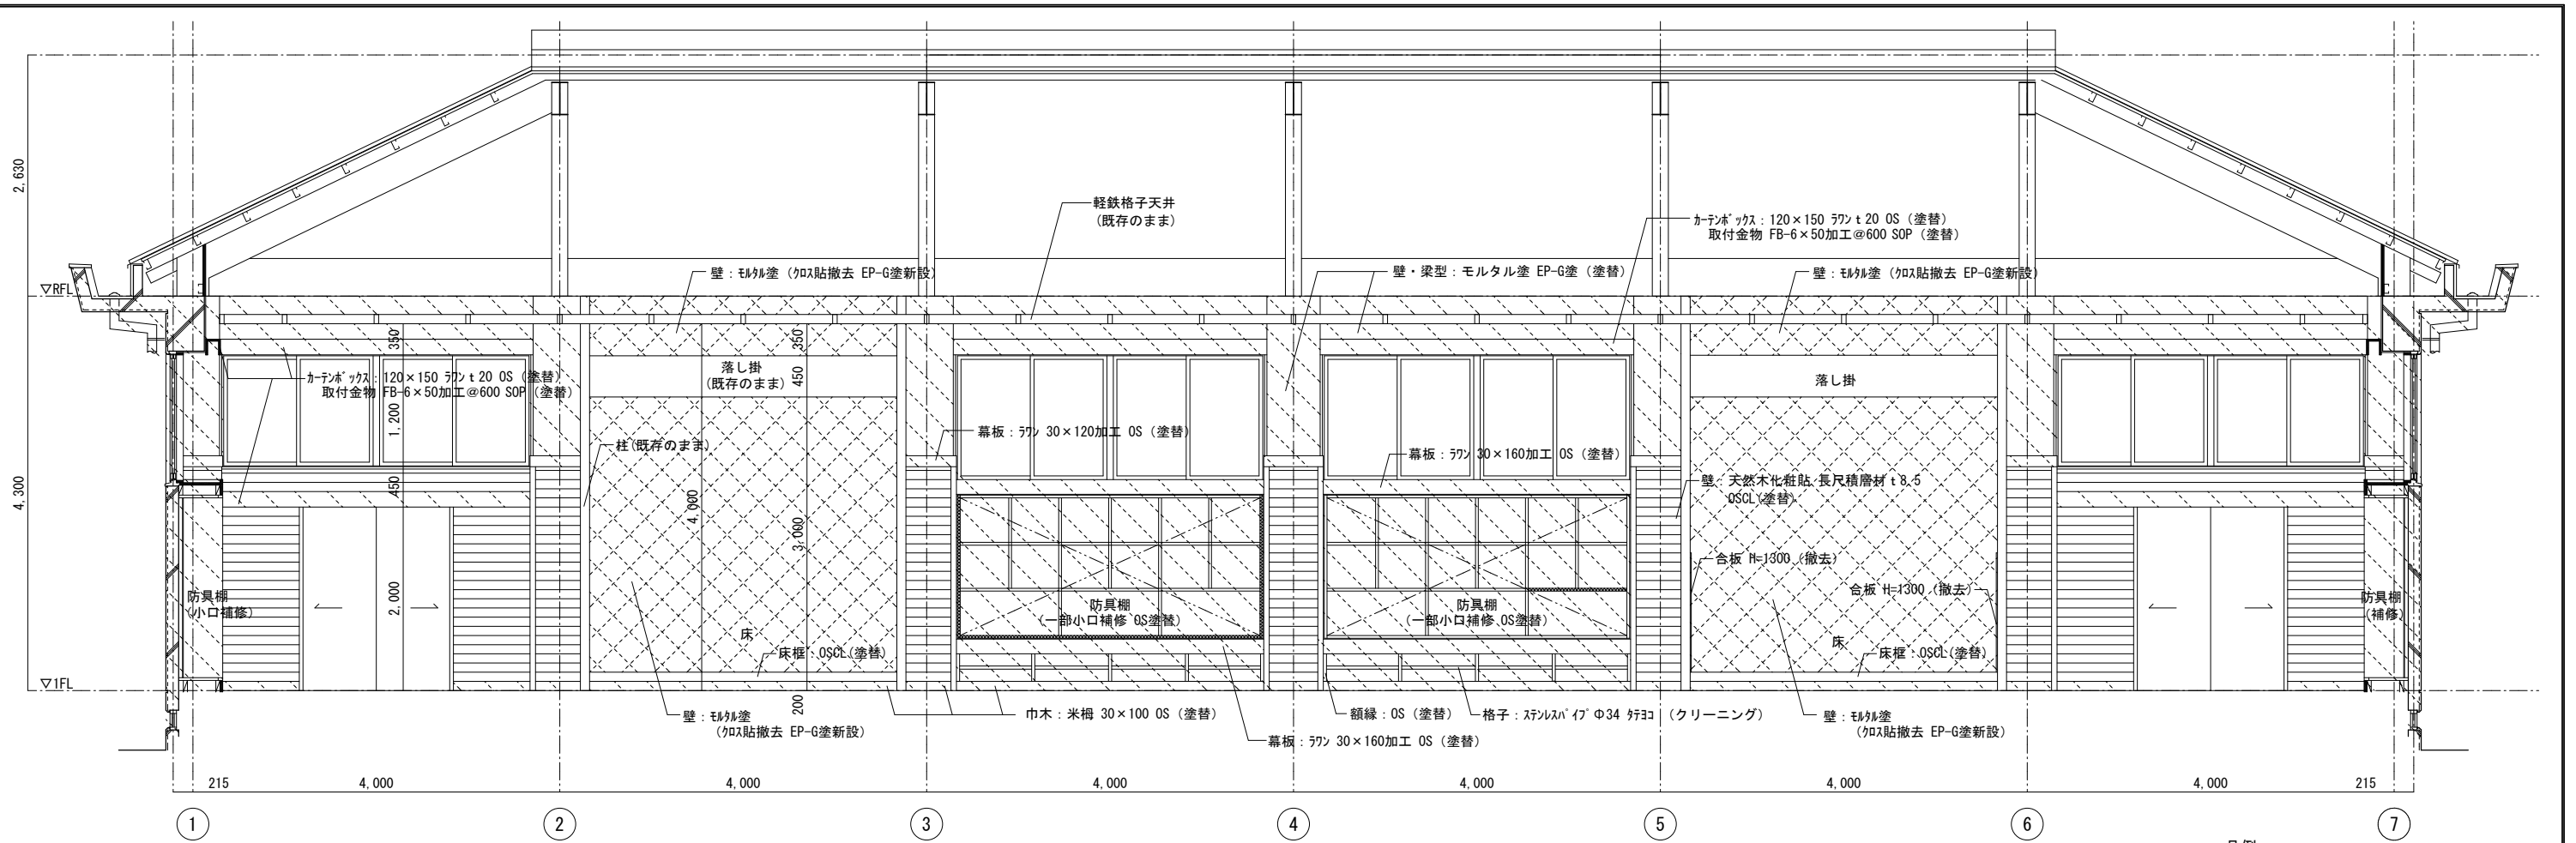 2,630
軽鉄格子天井
(既存のまま)
カーテンボックス：120×150 ラワンｔ20 OS（塗替）
取付金物 FB-6×50加工@600 SOP（塗替）
壁：モルタル塗（クロス貼撤去 EP-G塗新設）
壁・梁型：モルタル塗 EP-G塗（塗替）
壁：モルタル塗（クロス貼撤去 EP-G塗新設）
▽RFL
350
350
落し掛
(既存のまま)
450
落し掛
カーテンボックス：120×150 ラワンｔ20 OS（塗替）
取付金物 FB-6×50加工@600 SOP（塗替）
1,200
幕板：ラワン 30×120加工 OS（塗替）
柱(既存のまま)
幕板：ラワン 30×160加工 OS（塗替）
4,300
450
4,000
3,000
壁：天然木化粧貼 長尺積層材ｔ8.5
OSCL(塗替)
合板 H=1300（撤去）
合板 H=1300（撤去）
2,000
防具棚
(小口補修)
防具棚
(一部小口補修 OS塗替)
防具棚
(一部小口補修 OS塗替)
防具棚
(補修)
床
床框：OSCL(塗替)
床
床框：OSCL(塗替)
▽1FL
200
壁：モルタル塗
（クロス貼撤去 EP-G塗新設）
巾木：米栂 30×100 OS（塗替）
額縁：OS（塗替）
格子：ステンレスパイプΦ34 タテヨコ （クリーニング）
壁：モルタル塗
（クロス貼撤去 EP-G塗新設）
幕板：ラワン 30×160加工 OS（塗替）
215
4,000
4,000
4,000
4,000
4,000
4,000
215
1
2
3
4
5
6
7